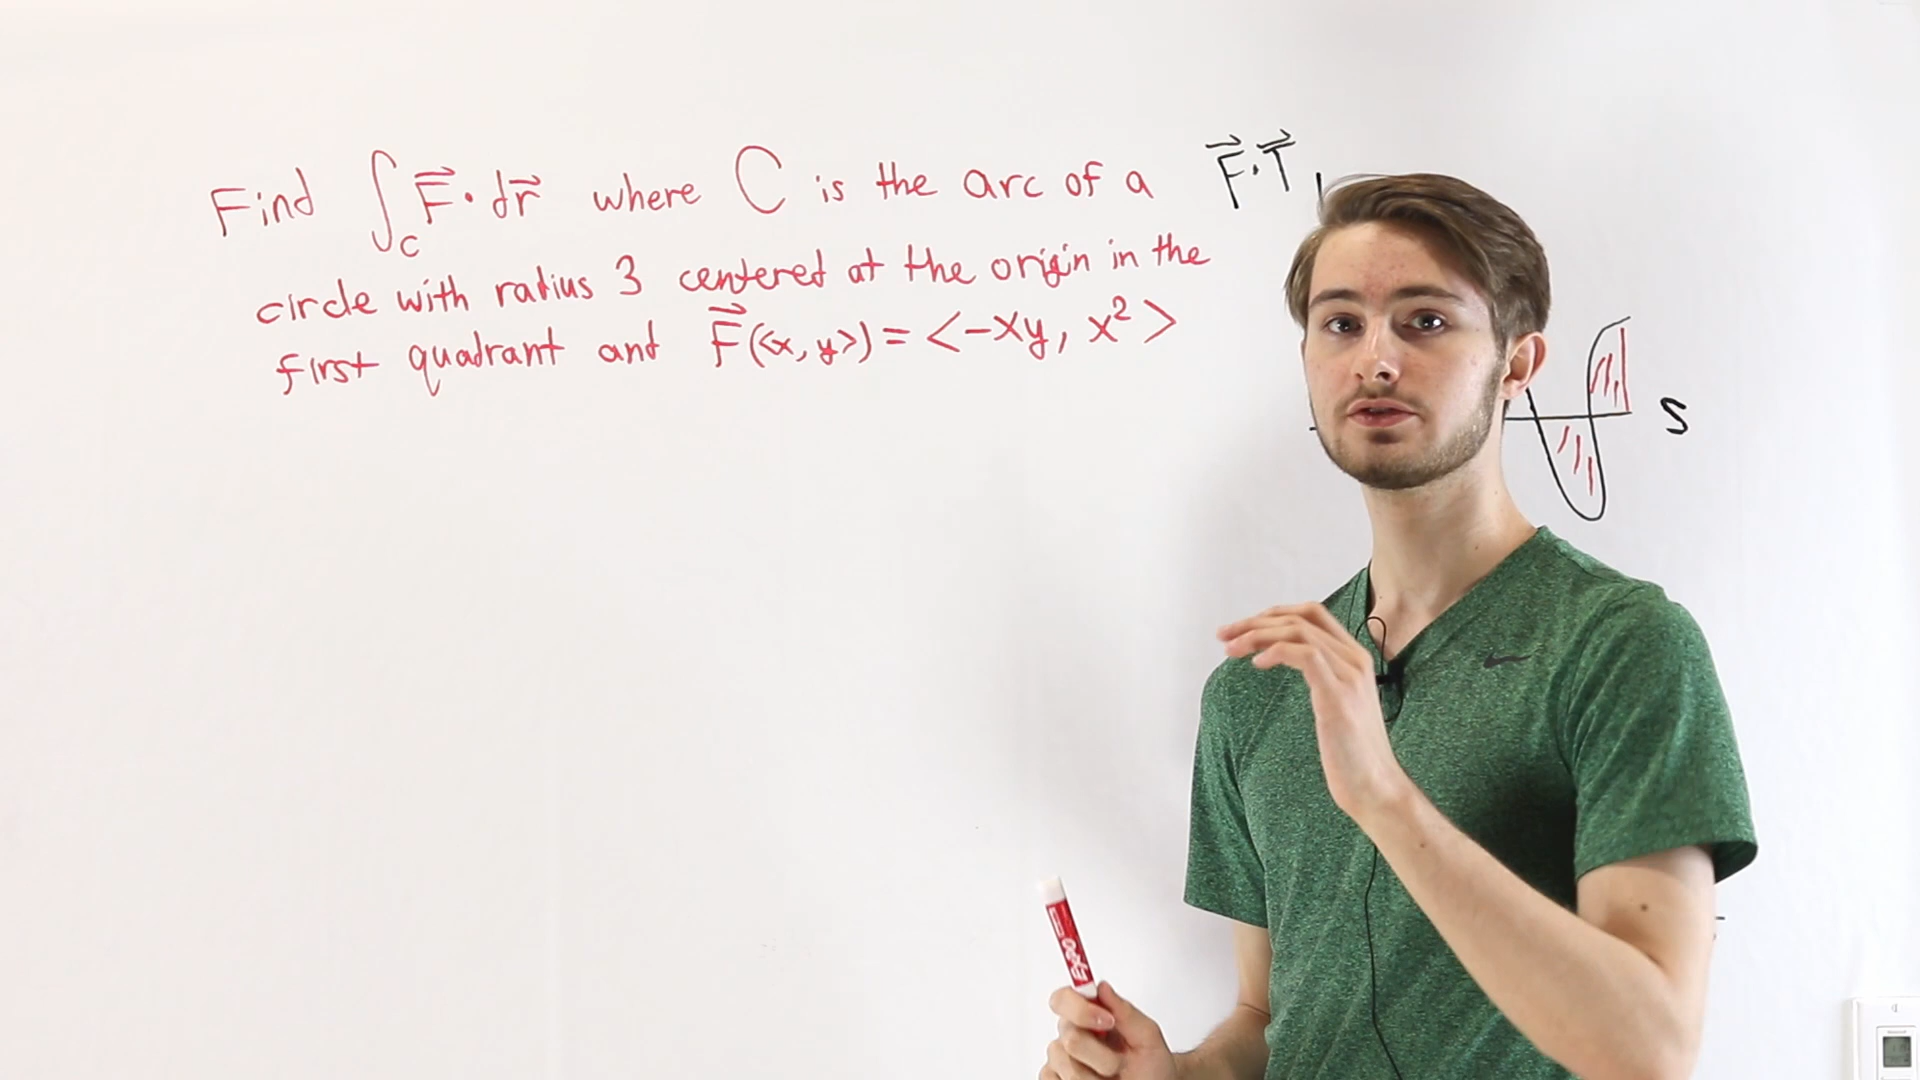 Find ∫_C F⃗ · dr⃗ where C is the arc of a
circle with radius 3 centered at the origin in the
first quadrant and F⃗(<x, y>) = <-xy, x²>
F⃗·T⃗
S
EXPO